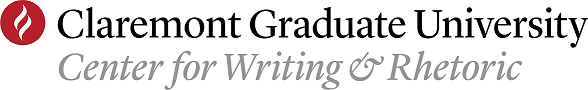 Claremont Graduate University
Center for Writing & Rhetoric